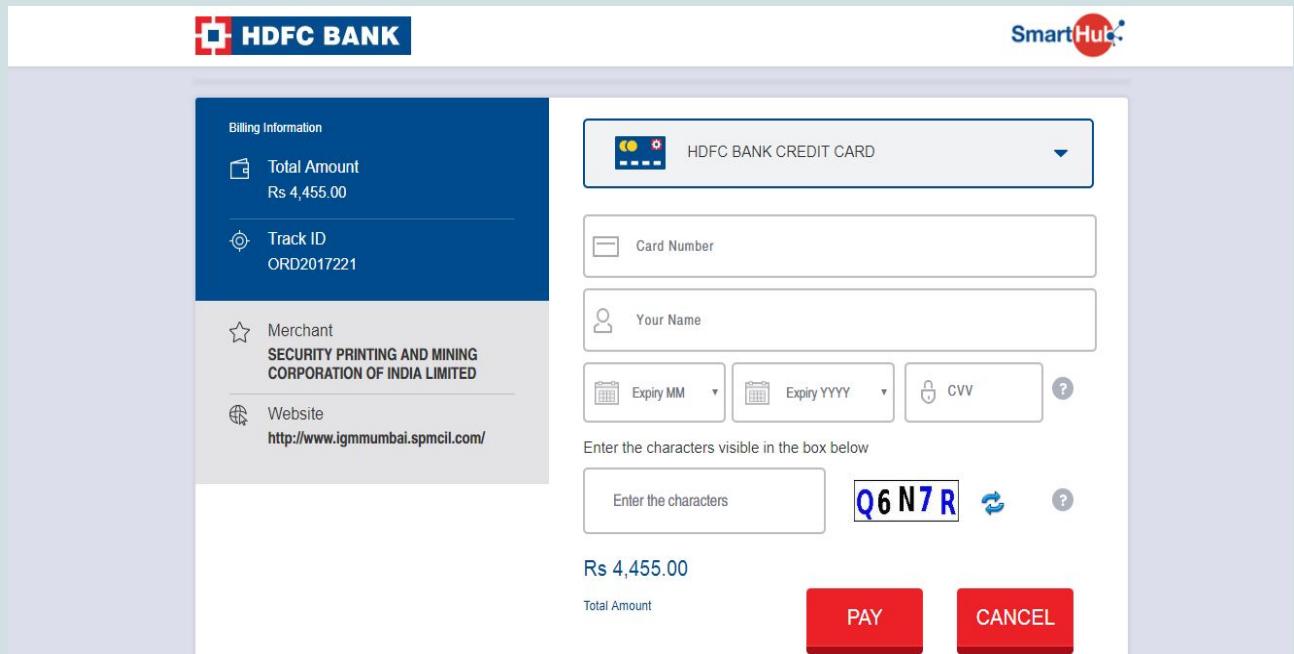 HDFC BANK
SmartHub
Billing Information
Total Amount
Rs 4,455.00
Track ID
ORD2017221
Merchant
SECURITY PRINTING AND MINING
CORPORATION OF INDIA LIMITED
Website
http://www.igmmumbai.spmcil.com/
HDFC BANK CREDIT CARD
Card Number
Your Name
Expiry MM
Expiry YYYY
CVV
?
Enter the characters visible in the box below
Enter the characters
Q6N7R
?
Rs 4,455.00
Total Amount
PAY
CANCEL